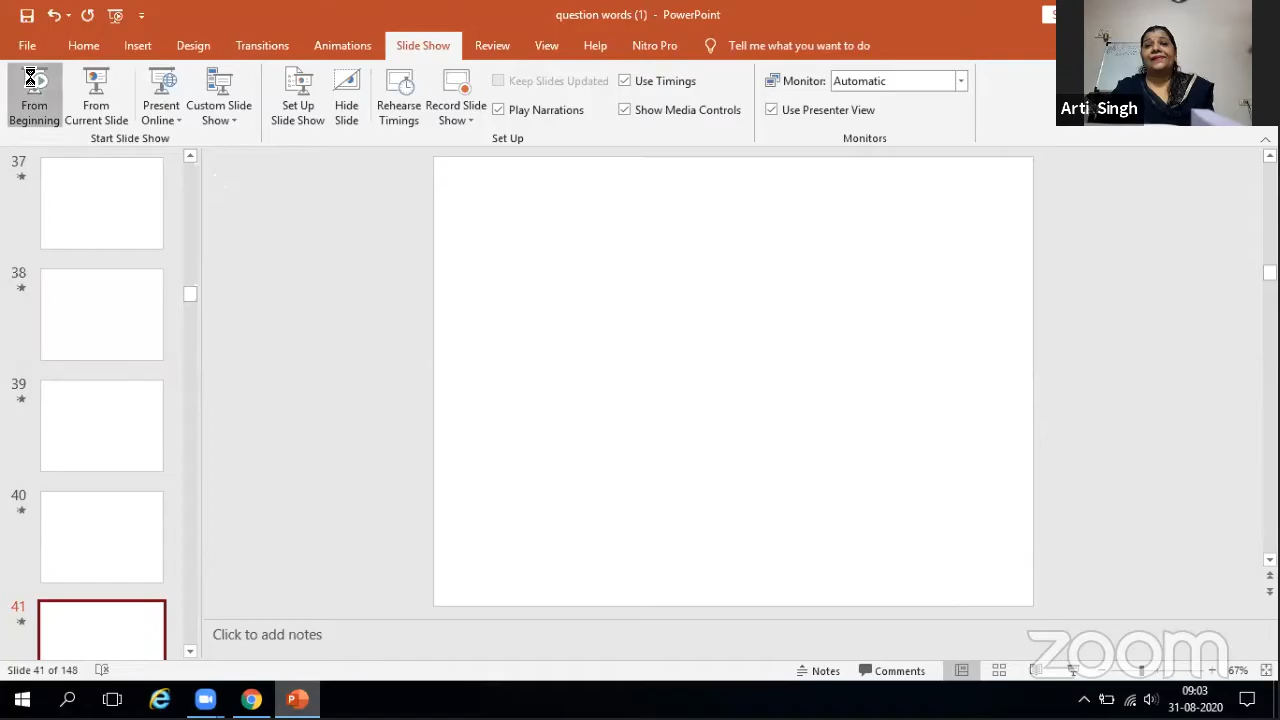 question words (1) - PowerPoint
File Home Insert Design Transitions Animations Slide Show Review View Help Nitro Pro Tell me what you want to do
From Beginning
From Current Slide
Present Online
Custom Slide Show
Set Up Slide Show
Hide Slide
Rehearse Timings
Record Slide Show
Keep Slides Updated
Play Narrations
Use Timings
Show Media Controls
Monitor: Automatic
Use Presenter View
Start Slide Show
Set Up
Monitors
Arti Singh
37
38
39
40
41
Click to add notes
zoom
Slide 41 of 148
Notes
Comments
67%
09:03
31-08-2020